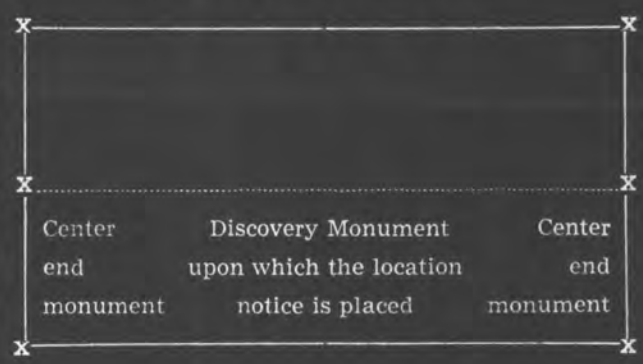 X X
X X
Center Discovery Monument Center
end upon which the location end
monument notice is placed monument
X X